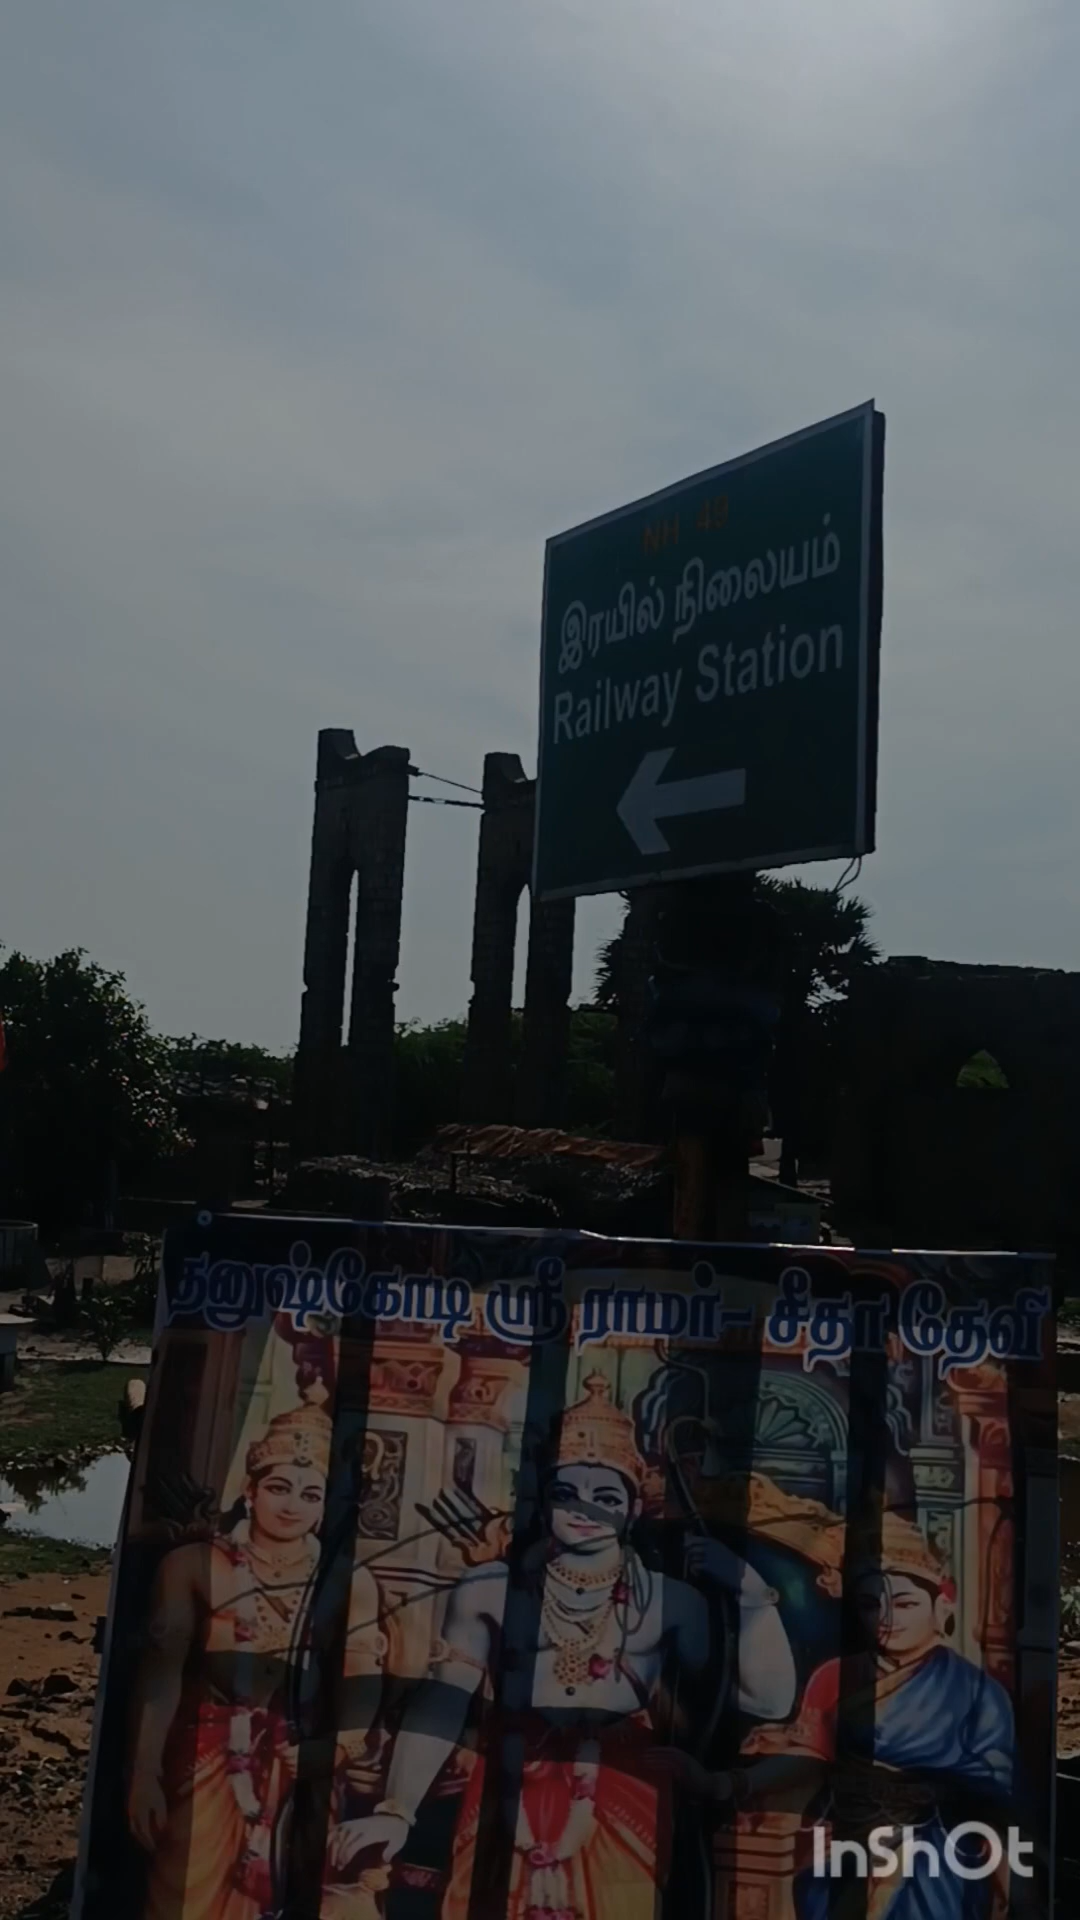 NH 49
இரயில் நிலையம்
Railway Station
தனுஷ்கோடி ஸ்ரீ ராமர்- சீதா தேவி
InShOt